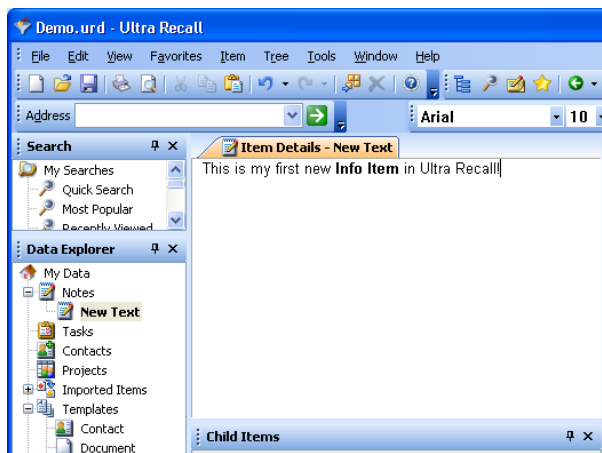 Demo.urd - Ultra Recall
File Edit View Favorites Item Tree Tools Window Help
Address
Arial 10
Search
My Searches
Quick Search
Most Popular
Recently Viewed
Item Details - New Text
This is my first new Info Item in Ultra Recall!
Data Explorer
My Data
Notes
New Text
Tasks
Contacts
Projects
Imported Items
Templates
Contact
Document
Child Items